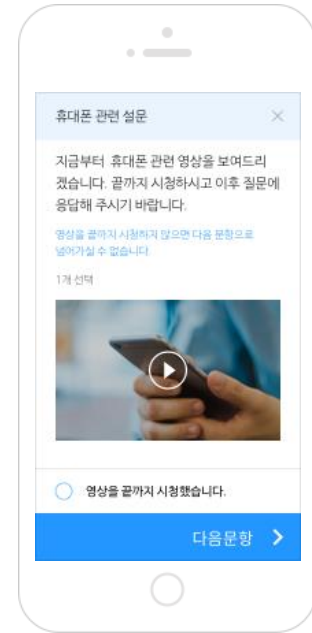 휴대폰 관련 설문
지금부터 휴대폰 관련 영상을 보여드리
겠습니다. 끝까지 시청하시고 이후 질문에
응답해 주시기 바랍니다.
영상을 끝까지 시청하지 않으면 다음 문항으로
넘어가실 수 없습니다
1개 선택
영상을 끝까지 시청했습니다.
다음문항